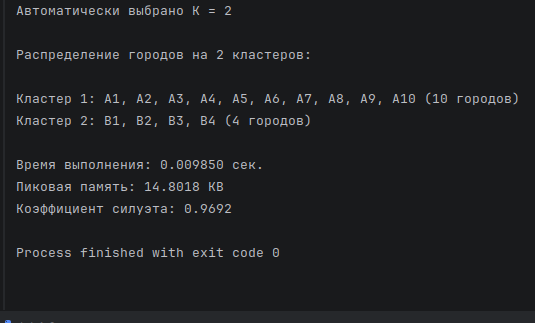 Автоматически выбрано K = 2
Распределение городов на 2 кластеров:
Кластер 1: A1, A2, A3, A4, A5, A6, A7, A8, A9, A10 (10 городов)
Кластер 2: B1, B2, B3, B4 (4 городов)
Время выполнения: 0.009850 сек.
Пиковая память: 14.8018 KB
Коэффициент силуэта: 0.9692
Process finished with exit code 0